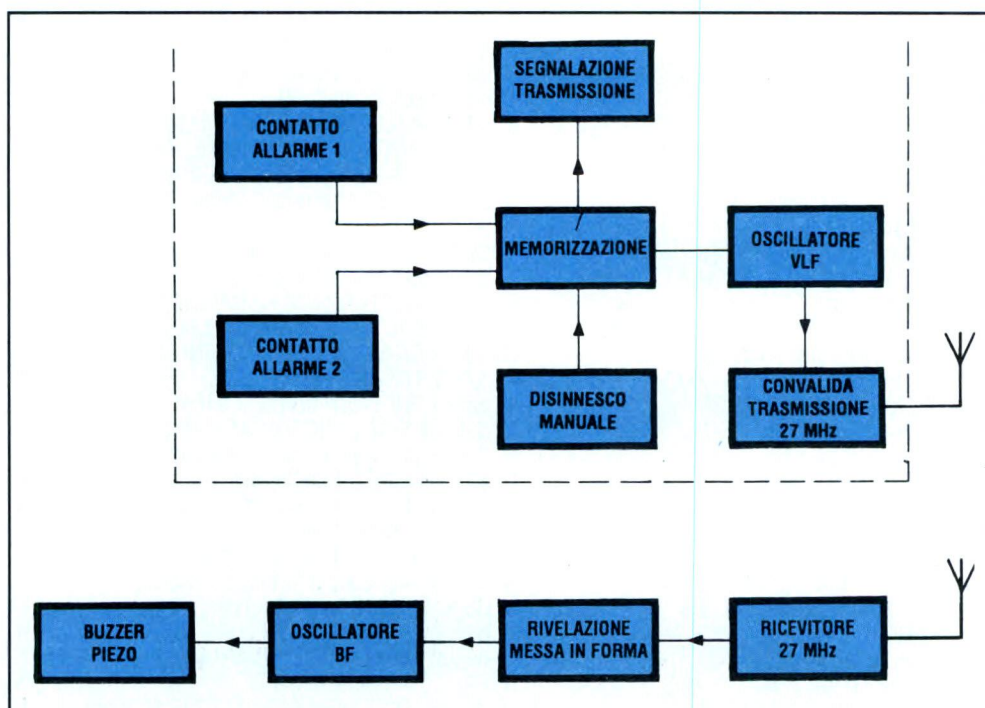 SEGNALAZIONE
TRASMISSIONE
CONTATTO
ALLARME 1
MEMORIZZAZIONE
OSCILLATORE
VLF
CONTATTO
ALLARME 2
DISINNESCO
MANUALE
CONVALIDA
TRASMISSIONE
27 MHz
BUZZER
PIEZO
OSCILLATORE
BF
RIVELAZIONE
MESSA IN FORMA
RICEVITORE
27 MHz